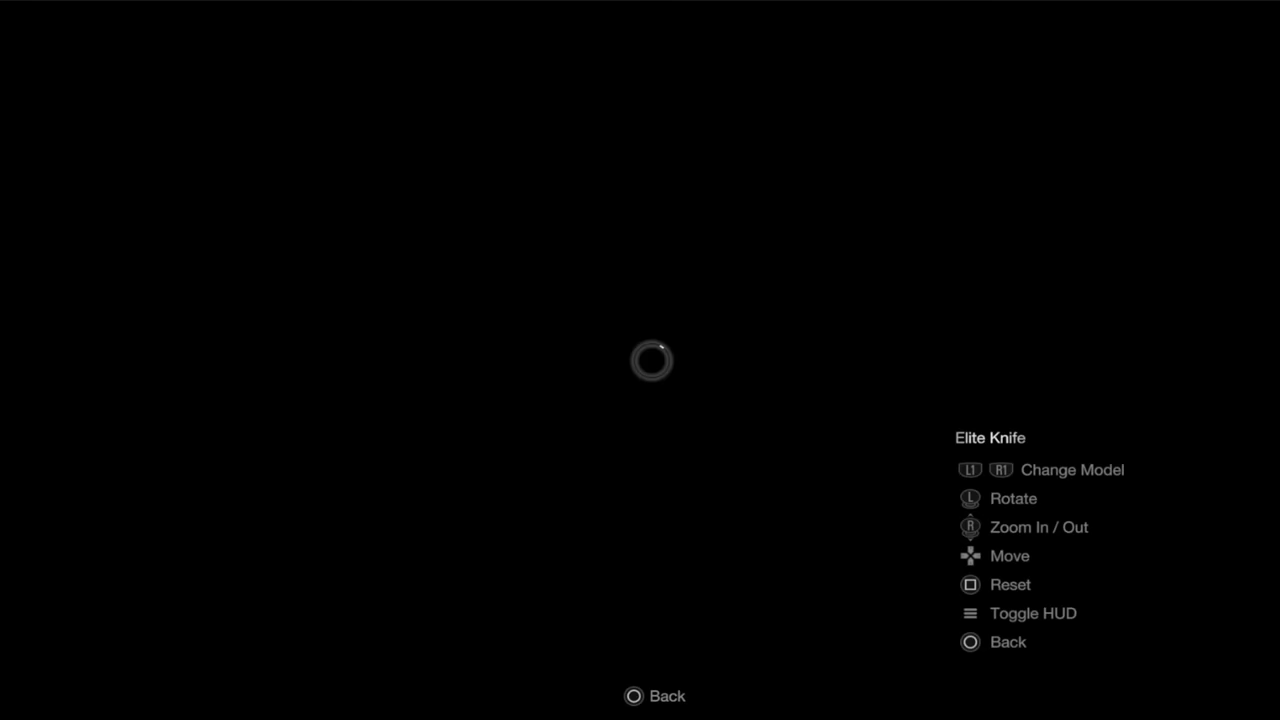 Elite Knife
L1 R1 Change Model
L Rotate
R Zoom In / Out
Move
Reset
Toggle HUD
Back
Back